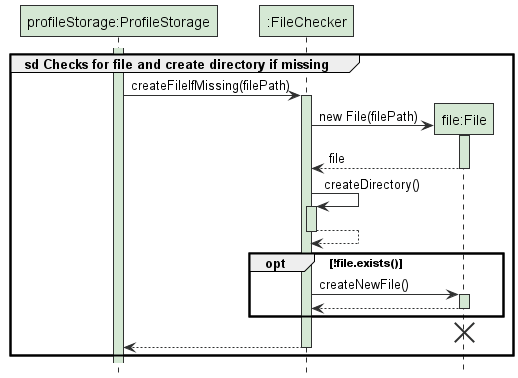 profileStorage:ProfileStorage
:FileChecker
sd Checks for file and create directory if missing
createFileIfMissing(filePath)
new File(filePath)
file:File
file
createDirectory()
opt
[!file.exists()]
createNewFile()